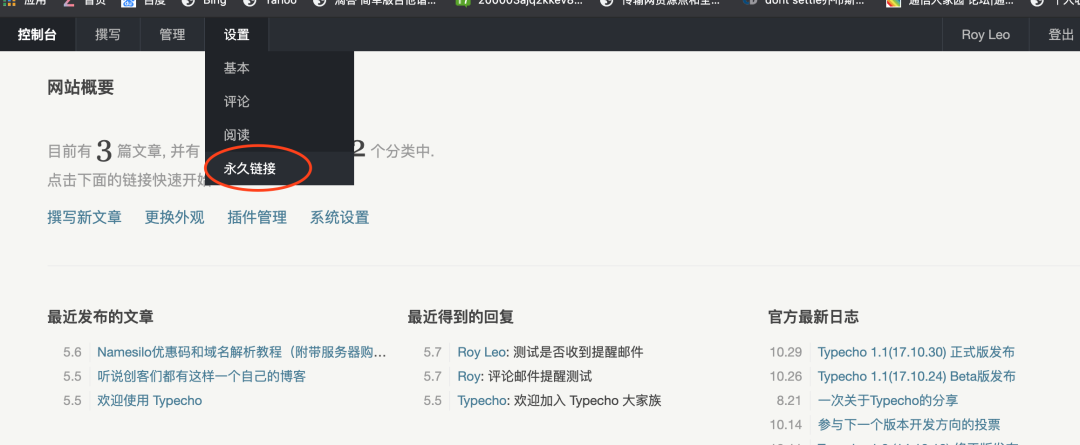 应用 首页 百度 Bing Yahoo
控制台 撰写 管理 设置 Roy Leo 登出
基本
评论
阅读
永久链接
网站概要
目前有 3 篇文章, 并有 2 个分类中.
点击下面的链接快速开始
撰写新文章 更换外观 插件管理 系统设置
最近发布的文章
5.6 Namesilo优惠码和域名解析教程（附带服务器购...
5.5 听说创客们都有这样一个自己的博客
5.5 欢迎使用 Typecho
最近得到的回复
5.7 Roy Leo: 测试是否收到提醒邮件
5.7 Roy: 评论邮件提醒测试
5.5 Typecho: 欢迎加入 Typecho 大家族
官方最新日志
10.29 Typecho 1.1(17.10.30) 正式版发布
10.26 Typecho 1.1(17.10.24) Beta版发布
8.21 一次关于Typecho的分享
10.14 参与下一个版本开发方向的投票